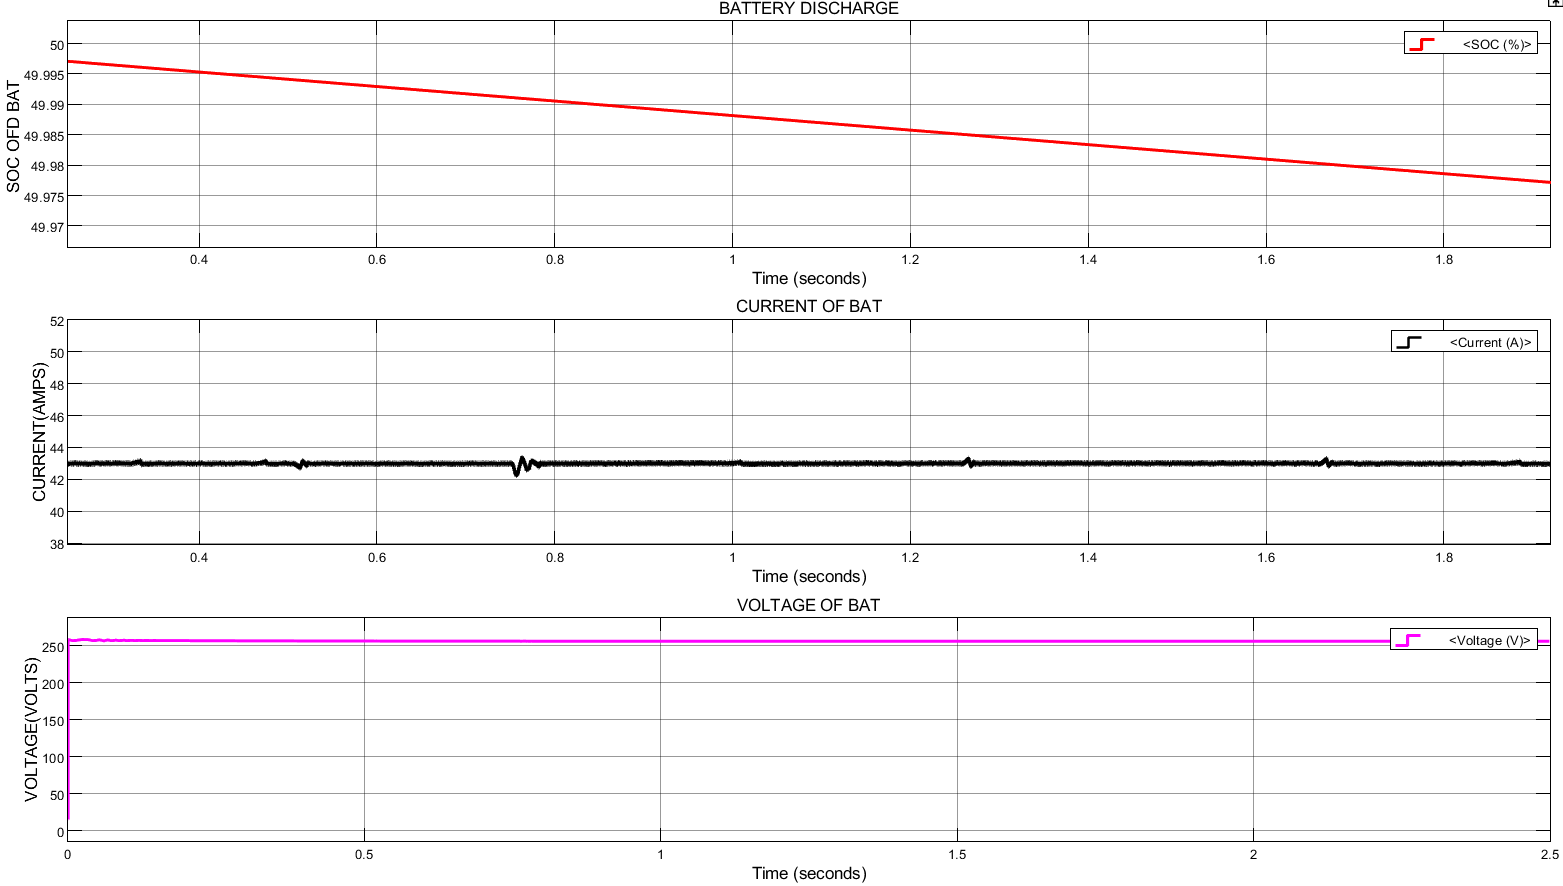 BATTERY DISCHARGE
<SOC (%)>
SOC OFD BAT
50
49.995
49.99
49.985
49.98
49.975
49.97
0.4 0.6 0.8 1 1.2 1.4 1.6 1.8
Time (seconds)
CURRENT OF BAT
<Current (A)>
CURRENT(AMPS)
52
50
48
46
44
42
40
38
0.4 0.6 0.8 1 1.2 1.4 1.6 1.8
Time (seconds)
VOLTAGE OF BAT
<Voltage (V)>
VOLTAGE(VOLTS)
250
200
150
100
50
0
0 0.5 1 1.5 2 2.5
Time (seconds)